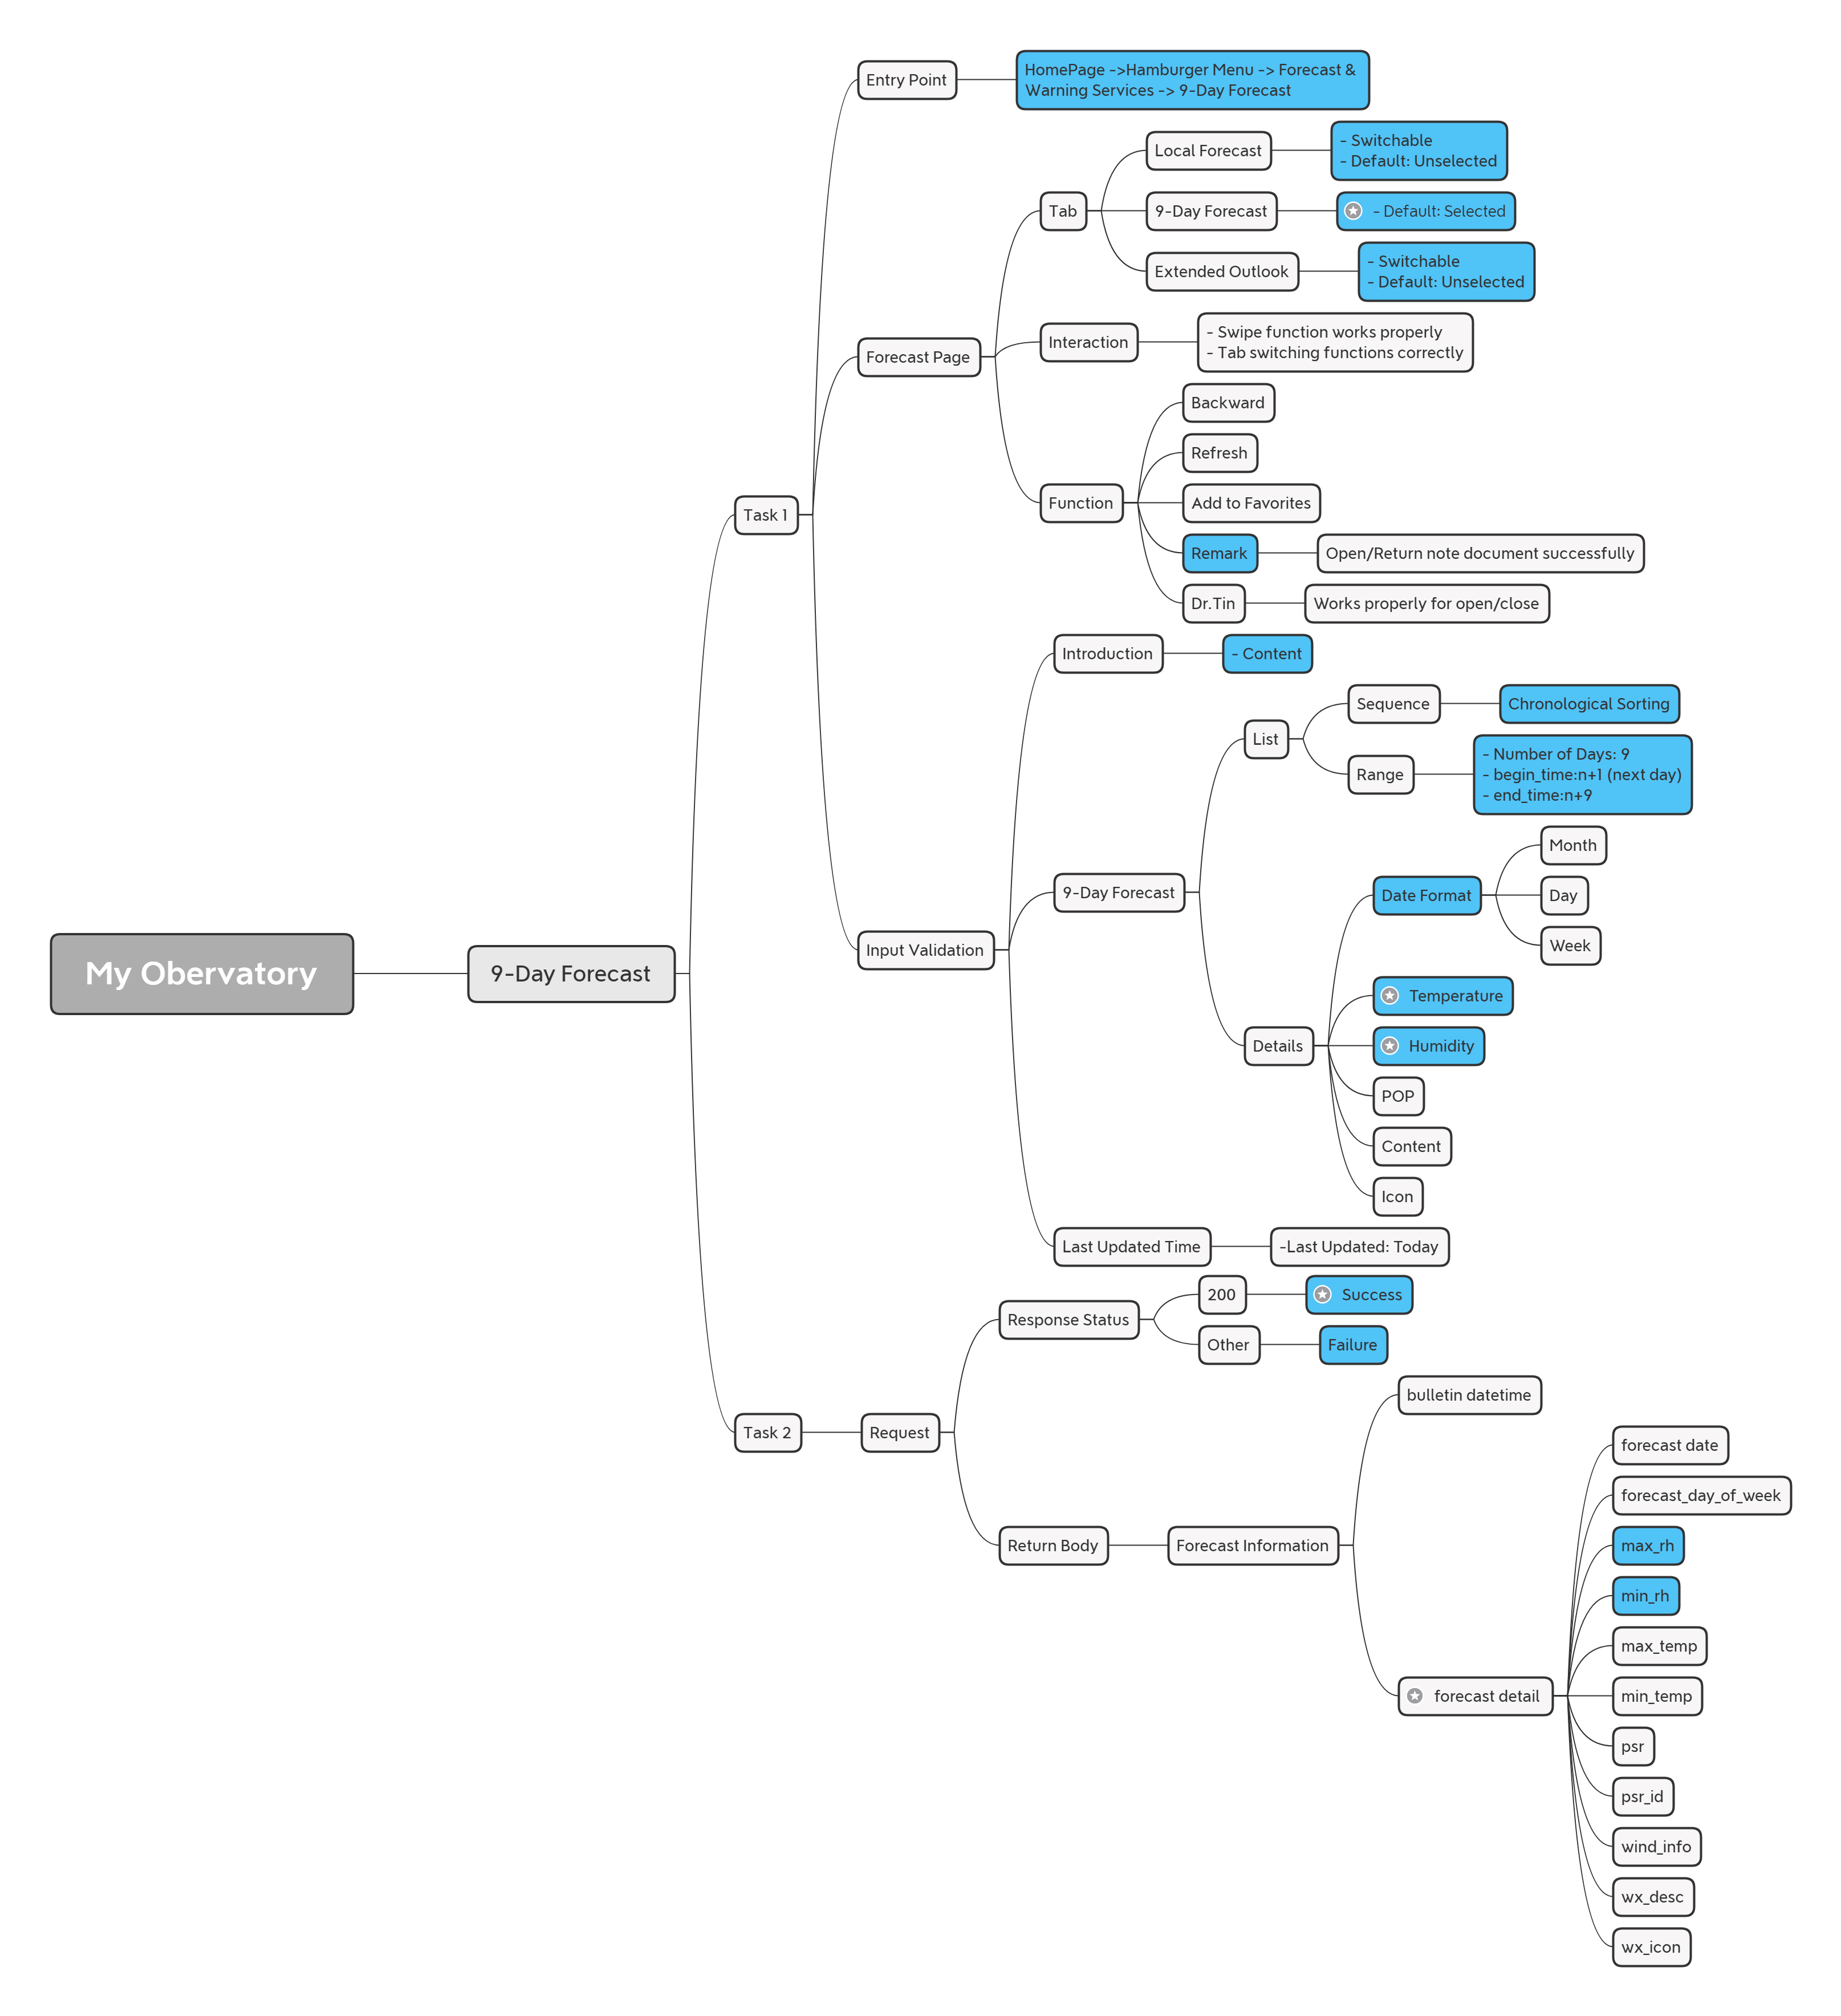 My Obervatory
9-Day Forecast
Task 1
Entry Point
HomePage ->Hamburger Menu -> Forecast &
Warning Services -> 9-Day Forecast
Forecast Page
Tab
Local Forecast
- Switchable
- Default: Unselected
9-Day Forecast
- Default: Selected
Extended Outlook
- Switchable
- Default: Unselected
Interaction
- Swipe function works properly
- Tab switching functions correctly
Function
Backward
Refresh
Add to Favorites
Remark
Open/Return note document successfully
Dr.Tin
Works properly for open/close
Input Validation
Introduction
- Content
9-Day Forecast
List
Sequence
Chronological Sorting
Range
- Number of Days: 9
- begin_time:n+1 (next day)
- end_time:n+9
Details
Date Format
Month
Day
Week
Temperature
Humidity
POP
Content
Icon
Last Updated Time
-Last Updated: Today
Task 2
Request
Response Status
200
Success
Other
Failure
Return Body
Forecast Information
bulletin datetime
forecast detail
forecast date
forecast_day_of_week
max_rh
min_rh
max_temp
min_temp
psr
psr_id
wind_info
wx_desc
wx_icon